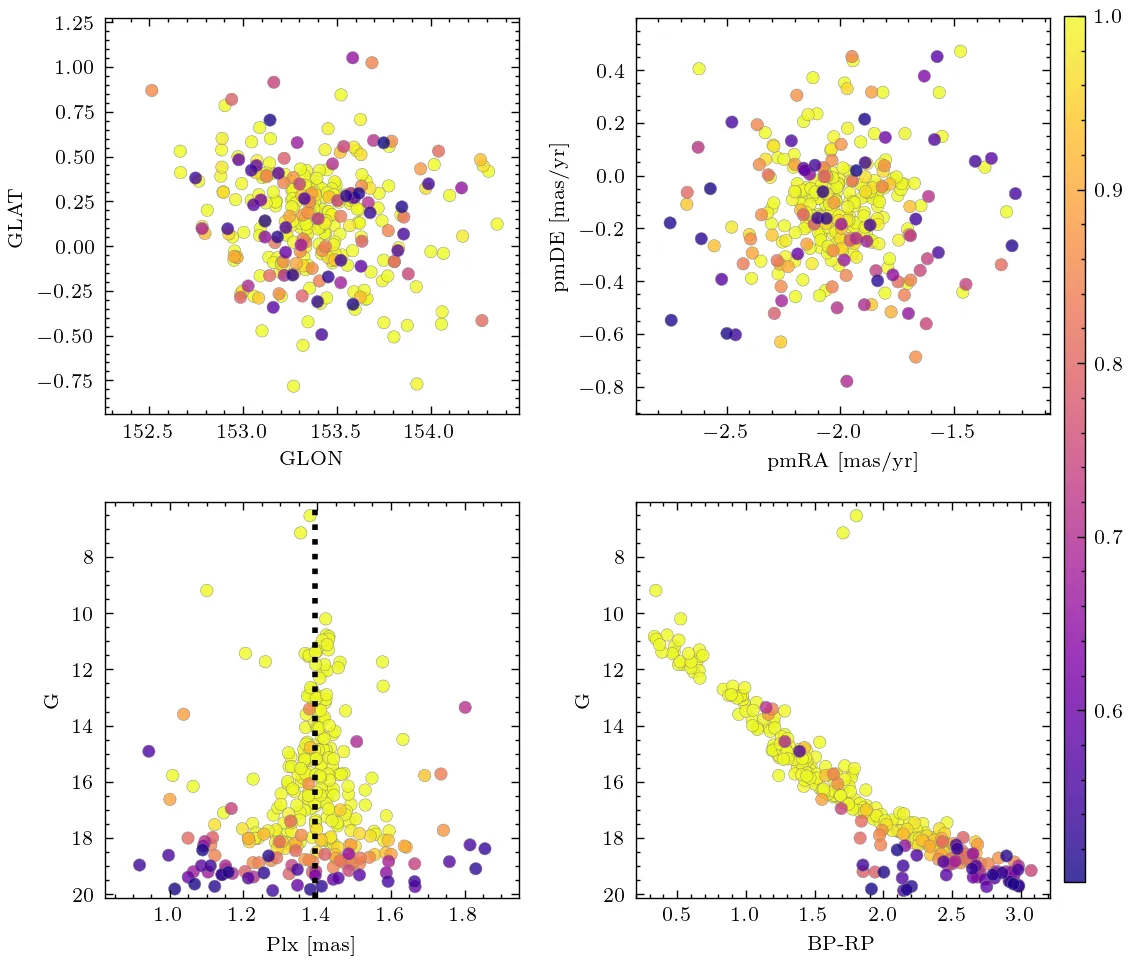 1.25
1.00
0.75
0.50
0.25
0.00
−0.25
−0.50
−0.75
GLAT
152.5 153.0 153.5 154.0
GLON
0.4
0.2
0.0
−0.2
−0.4
−0.6
−0.8
pmDE [mas/yr]
−2.5 −2.0 −1.5
pmRA [mas/yr]
1.0
0.9
0.8
0.7
0.6
8
10
12
14
16
18
20
G
1.0 1.2 1.4 1.6 1.8
Plx [mas]
8
10
12
14
16
18
20
G
0.5 1.0 1.5 2.0 2.5 3.0
BP-RP